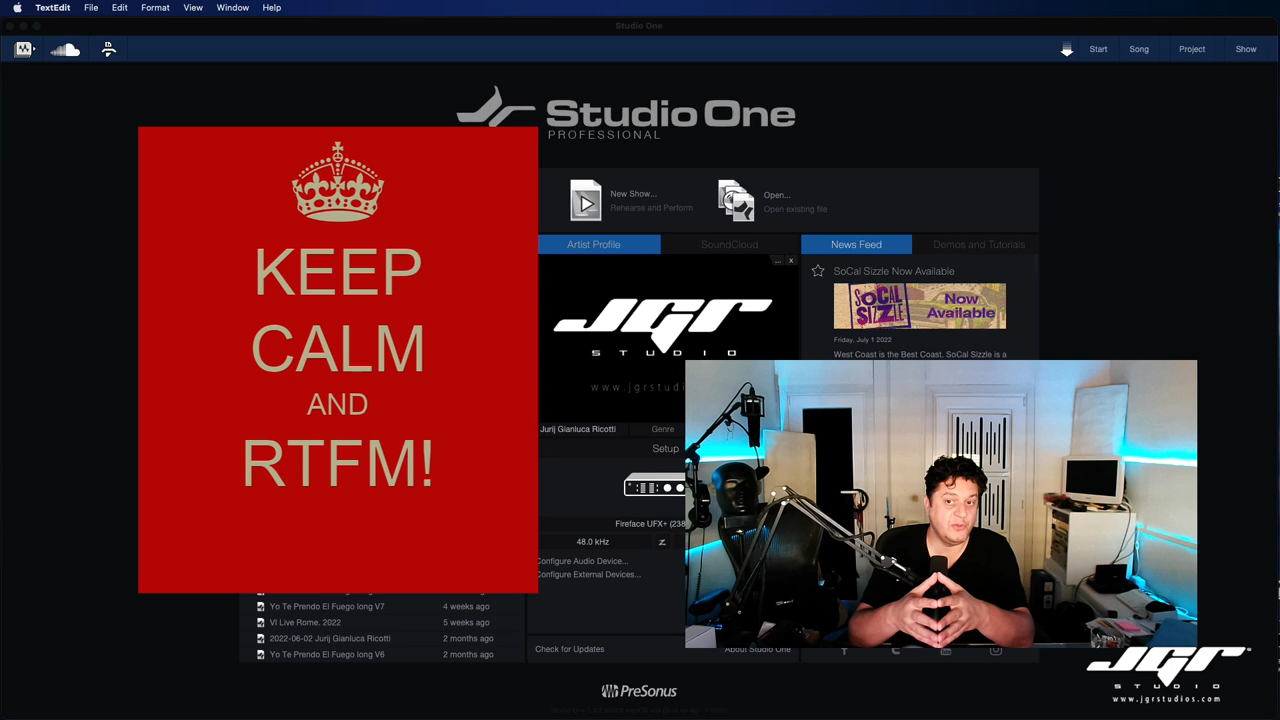 TextEdit File Edit Format View Window Help
Studio One
Start Song Project Show
Studio One
PROFESSIONAL
KEEP
CALM
AND
RTFM!
New Show...
Rehearse and Perform
Open...
Open existing file
Artist Profile
SoundCloud
News Feed
Demos and Tutorials
... x
JGR
STUDIO
www.jgrstudi
Jurij Gianluca Ricotti
Genre
SoCal Sizzle Now Available
SOCAL
SIZZLE
Now
Available
Friday, July 1 2022
West Coast is the Best Coast. SoCal Sizzle is a
Setup
Fireface UFX+ (238
48.0 kHz
Configure Audio Device...
Configure External Devices...
Yo Te Prendo El Fuego long V7 4 weeks ago
VI Live Rome. 2022 5 weeks ago
2022-06-02 Jurij Gianluca Ricotti 2 months ago
Yo Te Prendo El Fuego long V6 2 months ago
Check for Updates
About Studio One
PreSonus
JGR
STUDIO
www.jgrstudios.com